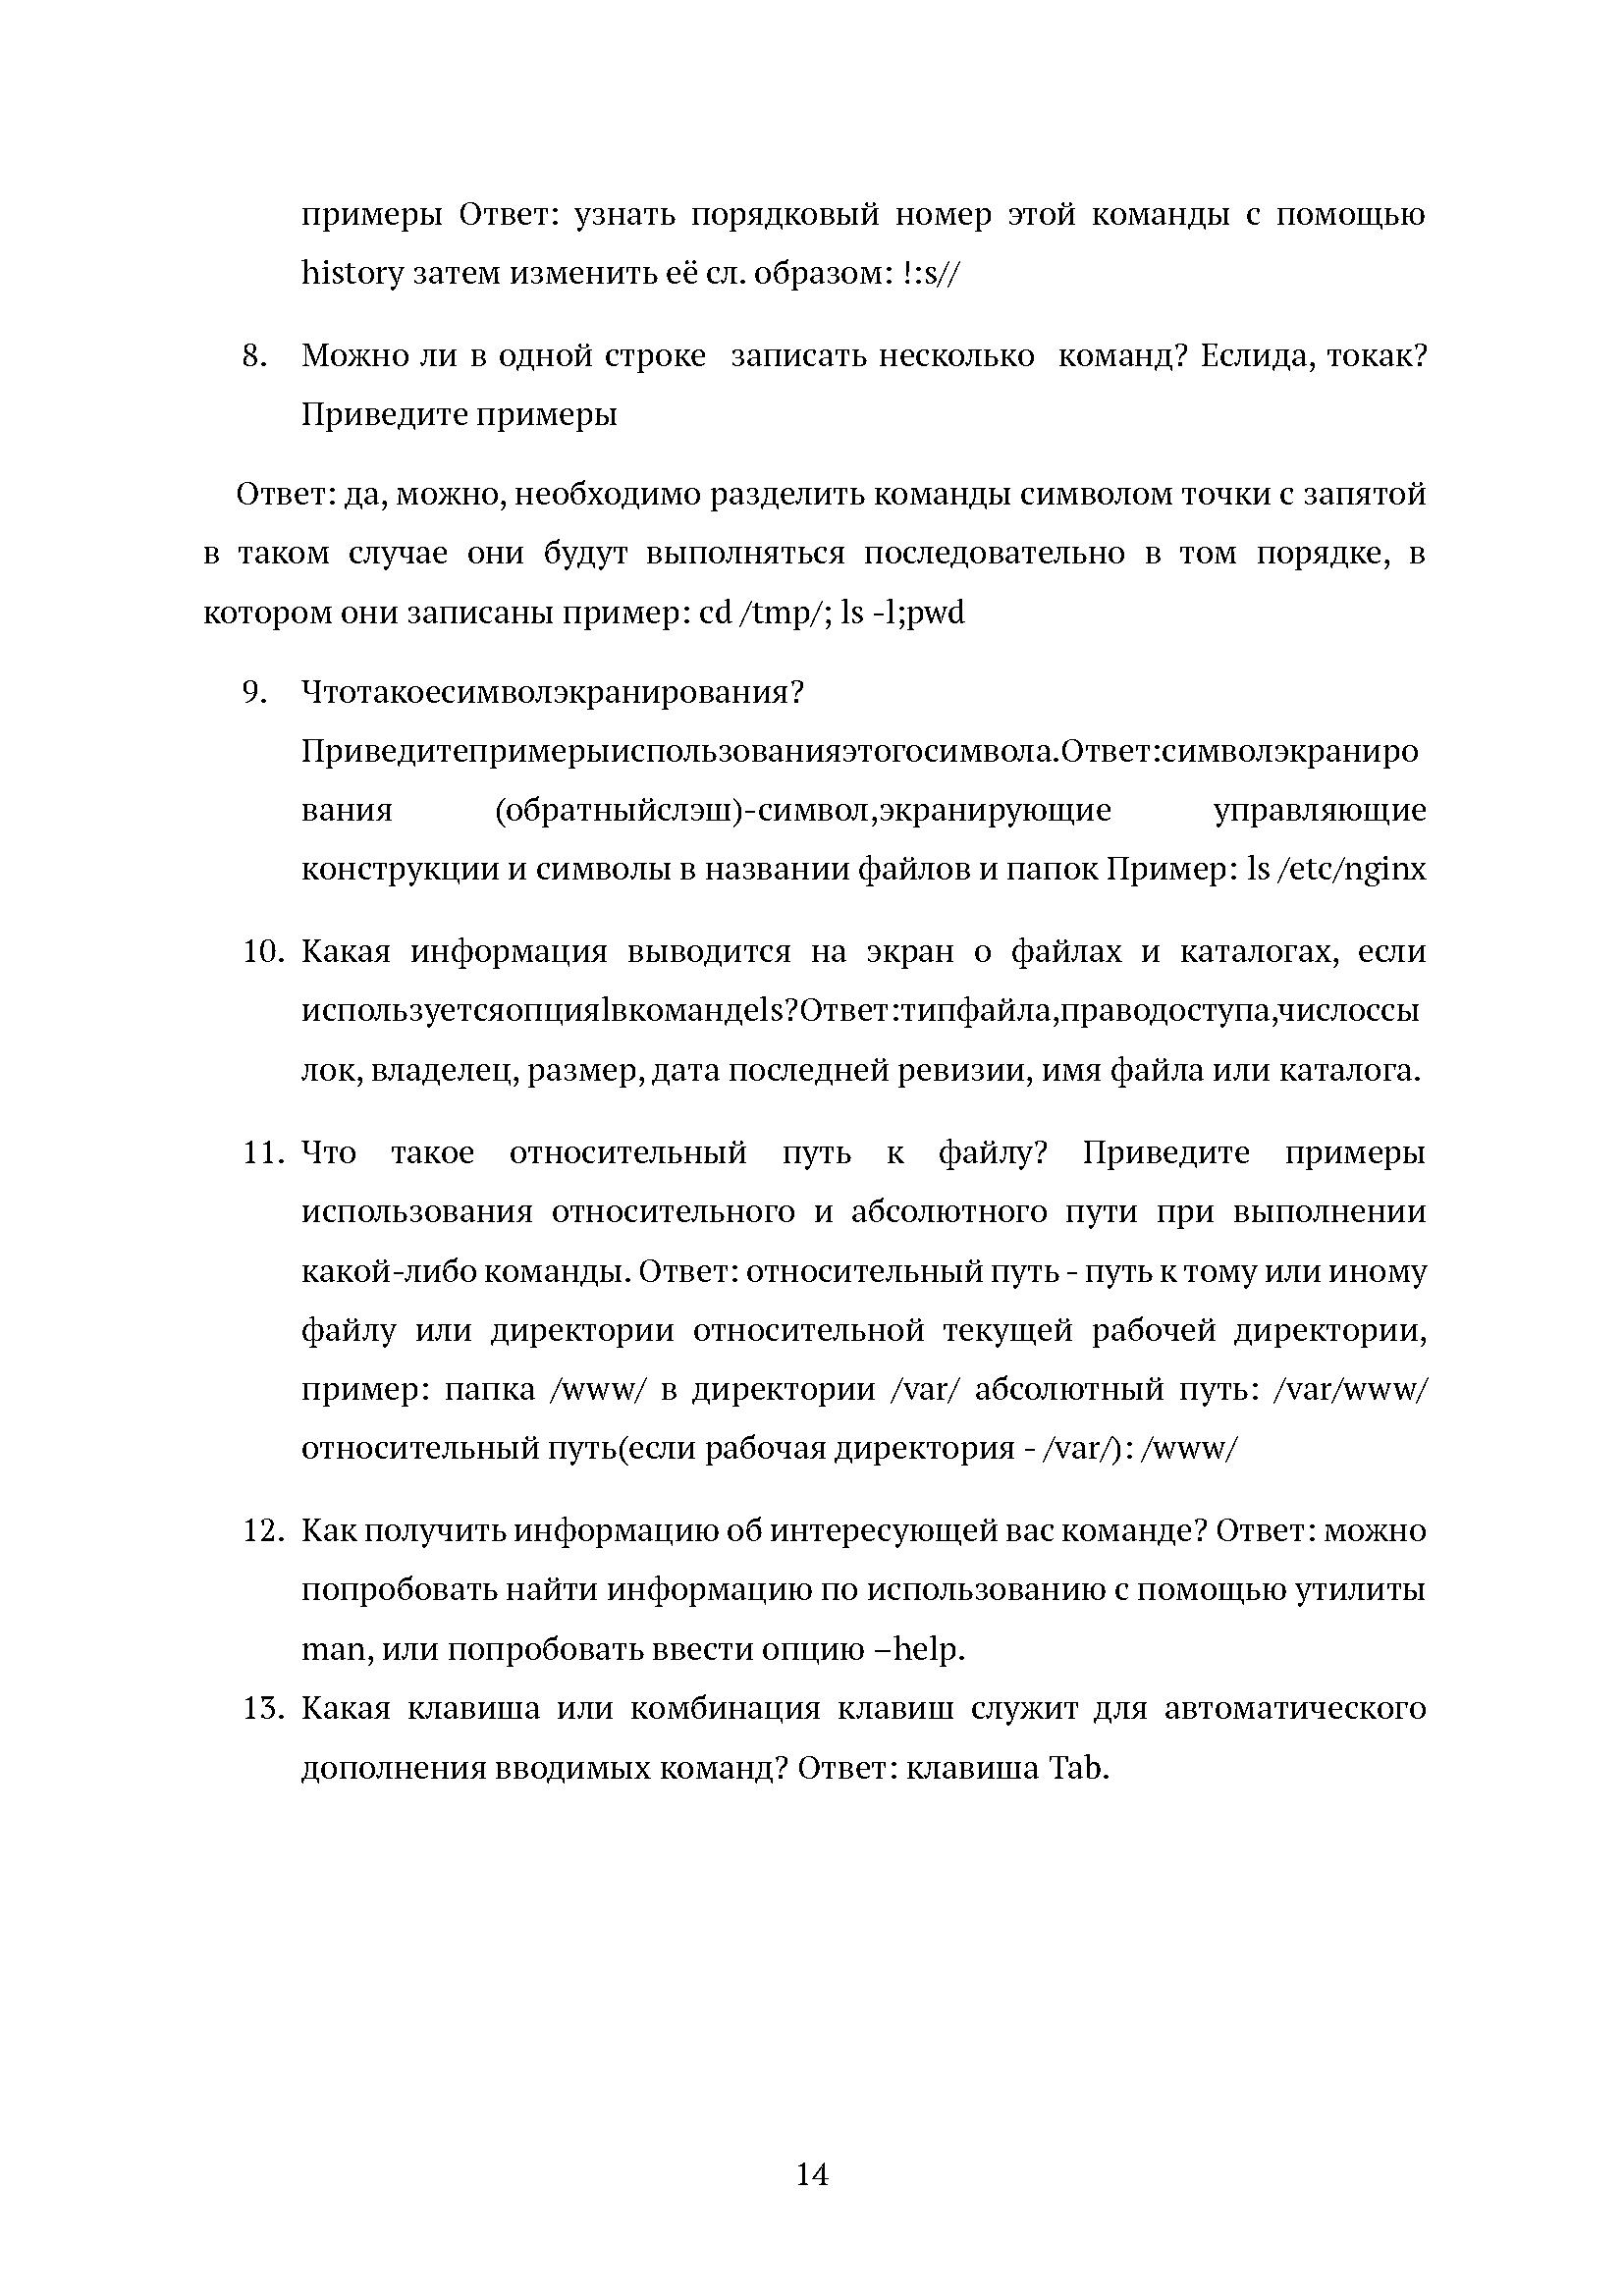 примеры Ответ: узнать порядковый номер этой команды с помощью
history затем изменить её сл. образом: !:s//
8. Можно ли в одной строке записать несколько команд? Еслида, токак?
Приведите примеры
Ответ: да, можно, необходимо разделить команды символом точки с запятой
в таком случае они будут выполняться последовательно в том порядке, в
котором они записаны пример: cd /tmp/; ls -l;pwd
9. Чтотакоесимволэкранирования?
Приведитепримерыиспользованияэтогосимвола.Ответ:символэкраниро
вания (обратныйслэш)-символ,экранирующие управляющие
конструкции и символы в названии файлов и папок Пример: ls /etc/nginx
10. Какая информация выводится на экран о файлах и каталогах, если
используетсяопцияlвкомандеls?Ответ:типфайла,праводоступа,числоссы
лок, владелец, размер, дата последней ревизии, имя файла или каталога.
11. Что такое относительный путь к файлу? Приведите примеры
использования относительного и абсолютного пути при выполнении
какой-либо команды. Ответ: относительный путь - путь к тому или иному
файлу или директории относительной текущей рабочей директории,
пример: папка /www/ в директории /var/ абсолютный путь: /var/www/
относительный путь(если рабочая директория - /var/): /www/
12. Как получить информацию об интересующей вас команде? Ответ: можно
попробовать найти информацию по использованию с помощью утилиты
man, или попробовать ввести опцию –help.
13. Какая клавиша или комбинация клавиш служит для автоматического
дополнения вводимых команд? Ответ: клавиша Tab.
14